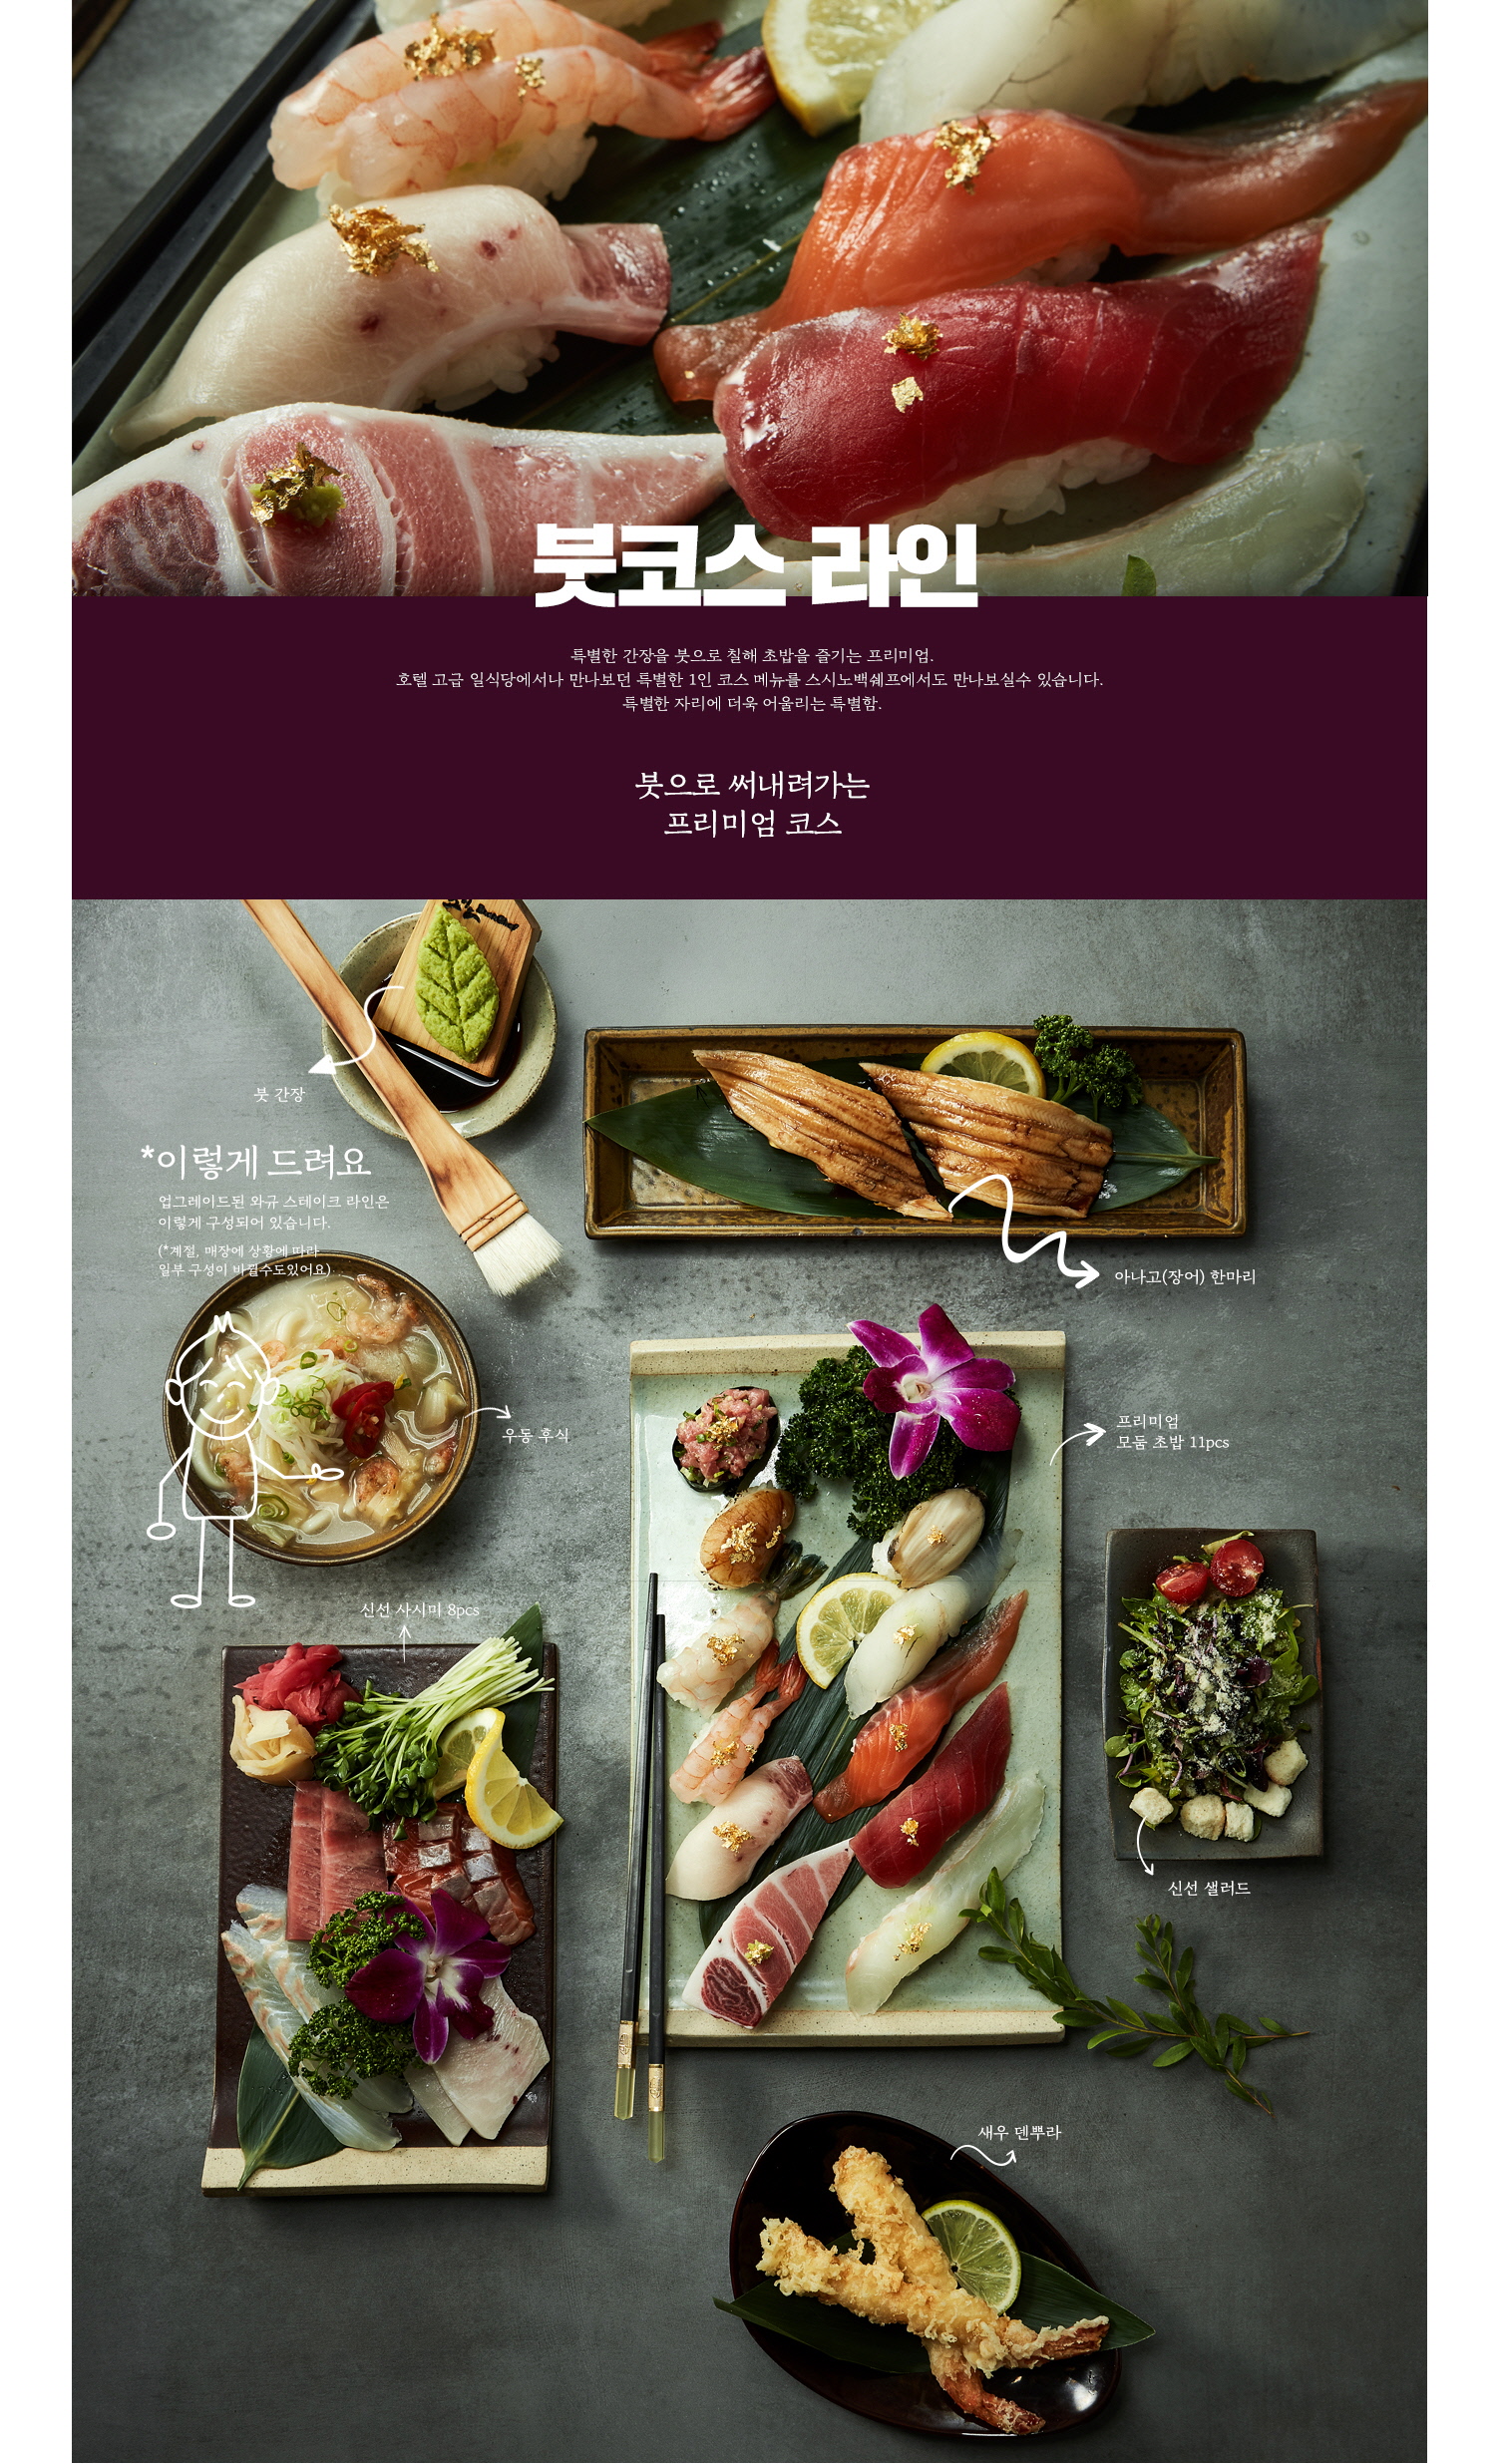 붓코스 라인
특별한 간장을 붓으로 칠해 초밥을 즐기는 프리미엄.
호텔 고급 일식당에서나 만나보던 특별한 1인 코스 메뉴를 스시노백쉐프에서도 만나보실수 있습니다.
특별한 자리에 더욱 어울리는 특별함.
붓으로 써내려가는
프리미엄 코스
붓 간장
*이렇게 드려요
업그레이드된 와규 스테이크 라인은
이렇게 구성되어 있습니다.
(*계절, 매장에 상황에 따라
일부 구성이 바뀔수도있어요)
아나고(장어) 한마리
우동 후식
프리미엄
모둠 초밥 11pcs
신선 사시미 8pcs
신선 샐러드
새우 덴뿌라